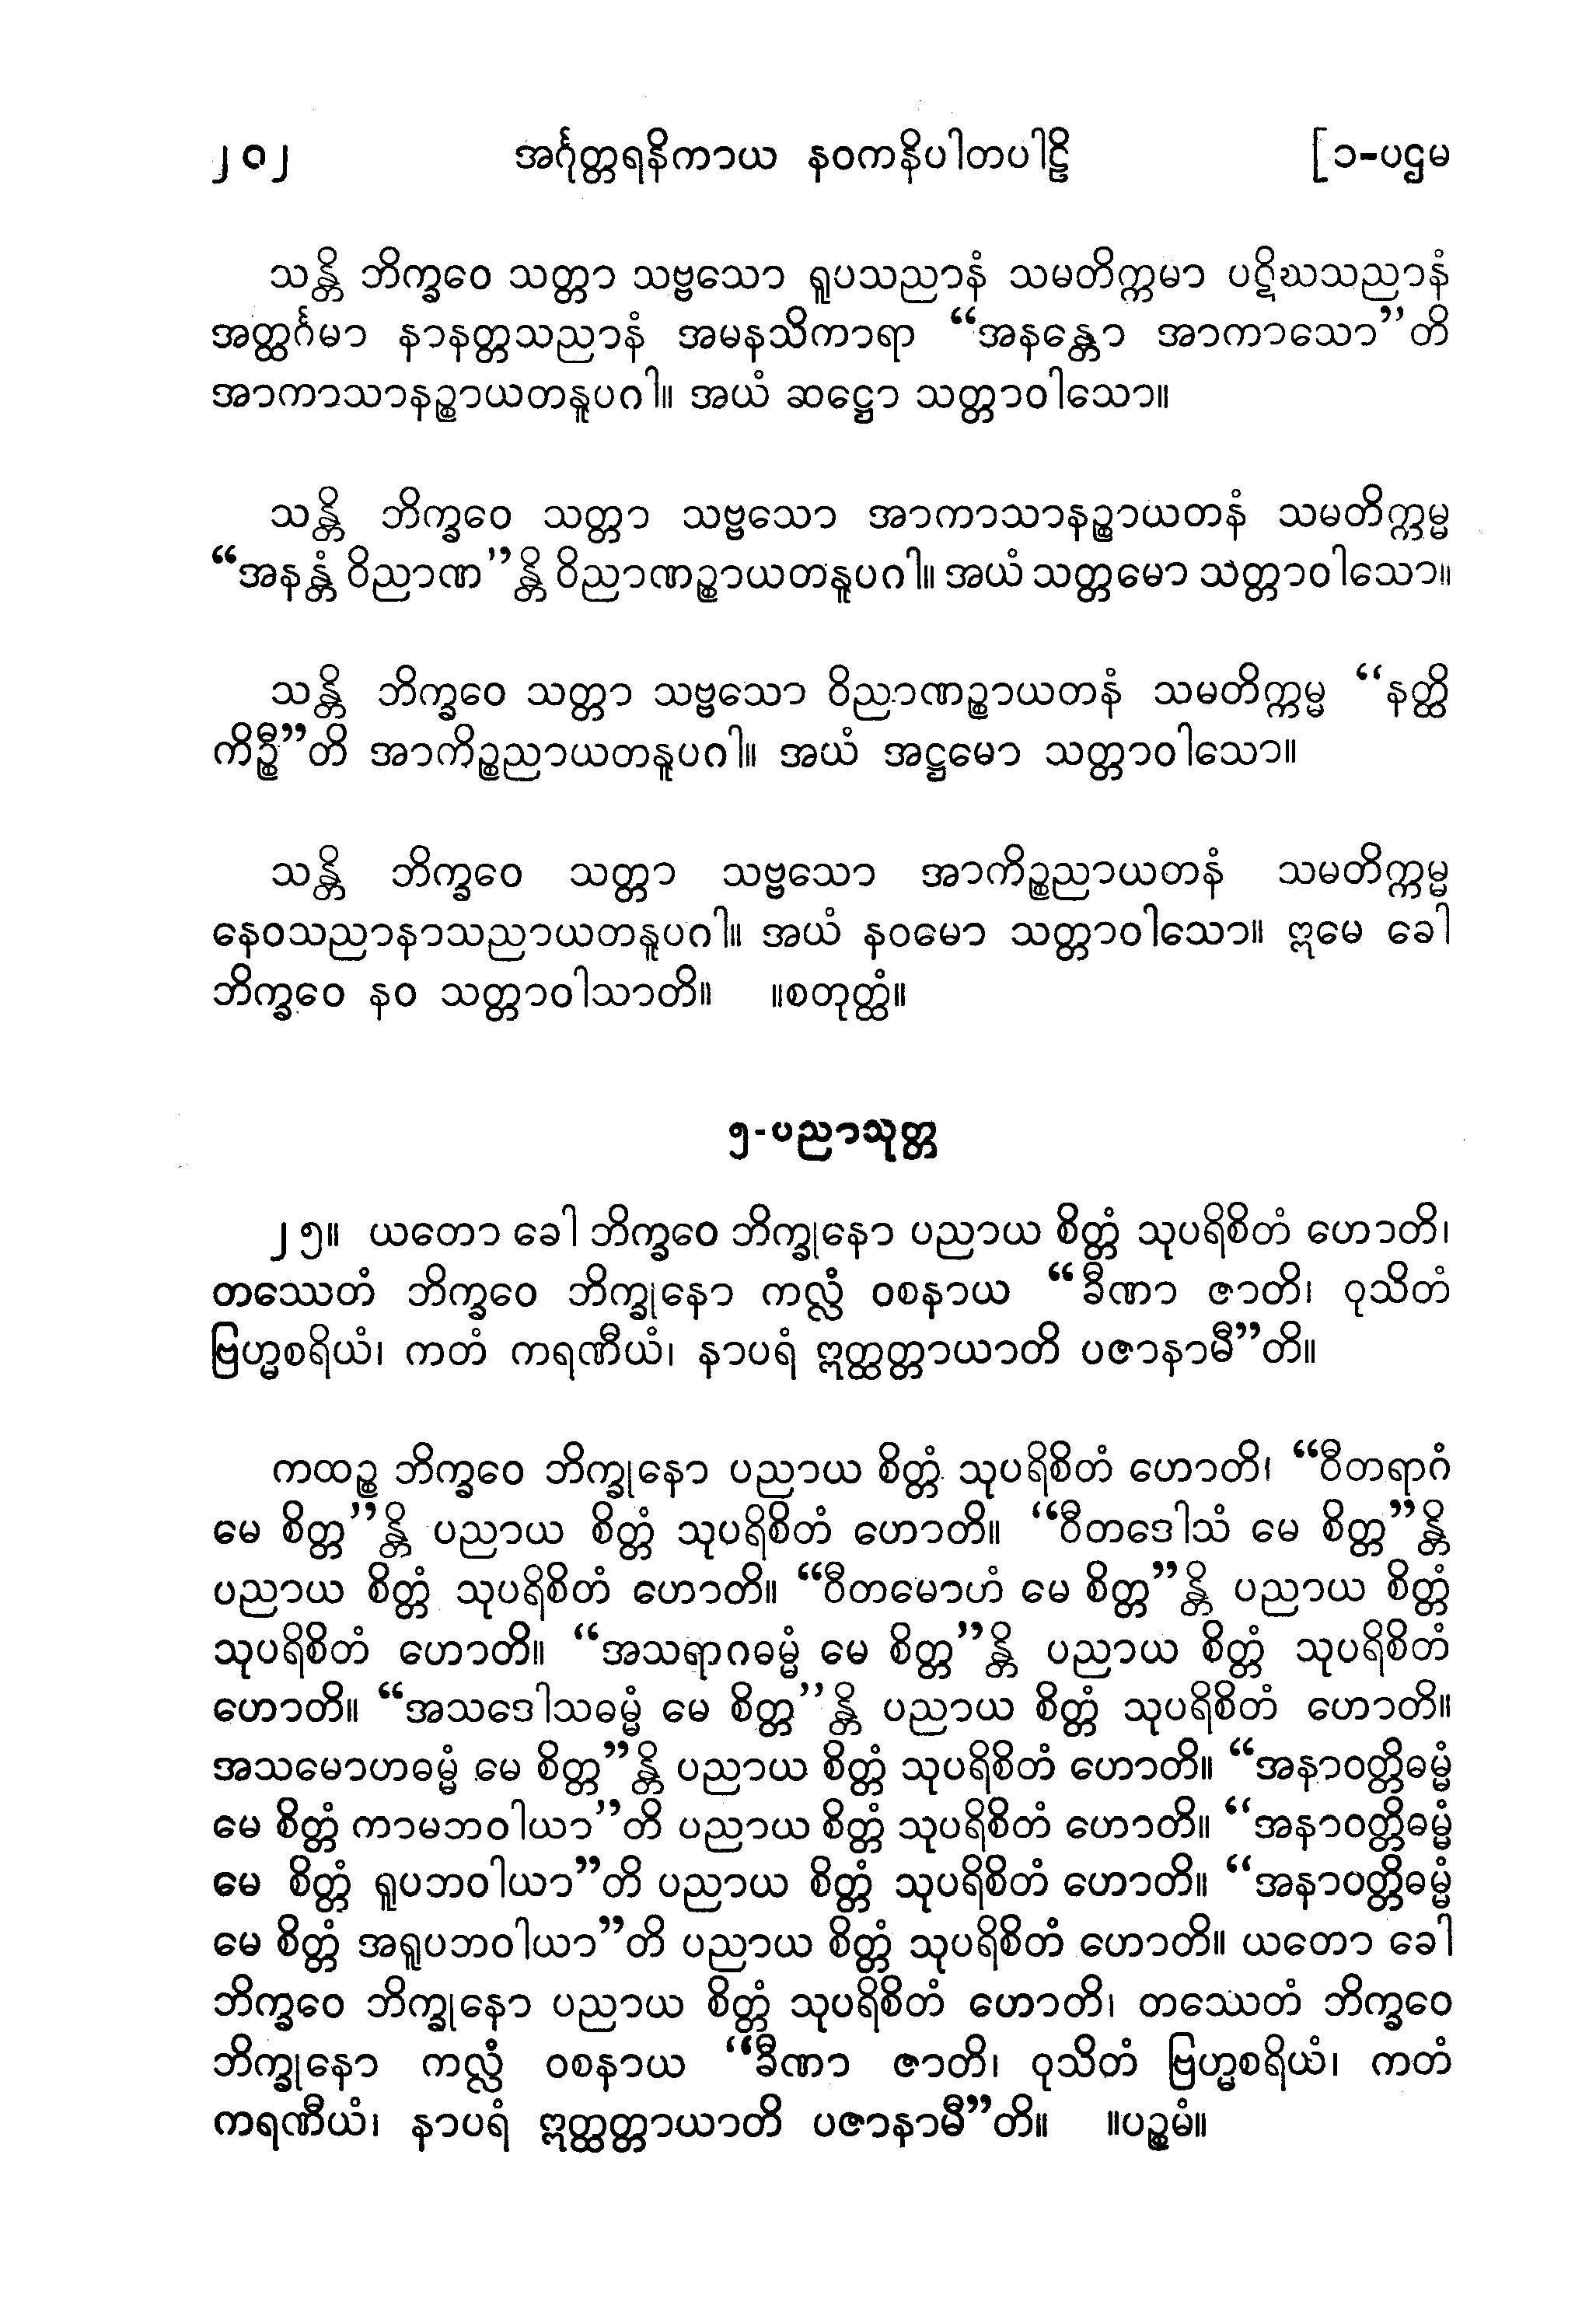 ၂၀၂ အင်္ဂုတ္တရနိကာယ နဝကနိပါတပါဠိ [၁-ပဌမ
သန္တိ ဘိက္ခဝေ သတ္တာ သဗ္ဗသော ရူပသညာနံ သမတိက္ကမာ ပဋိဃသညာနံ
အတ္ထင်္ဂမာ နာနတ္တသညာနံ အမနသိကာရာ “အနန္တော အာကာသော”တိ
အာကာသာနဉ္စာယတနူပဂါ။ အယံ ဆဋ္ဌော သတ္တာဝါသော။
သန္တိ ဘိက္ခဝေ သတ္တာ သဗ္ဗသော အာကာသာနဉ္စာယတနံ သမတိက္ကမ္မ
“အနန္တံ ဝိညာဏ”န္တိ ဝိညာဏဉ္စာယတနူပဂါ။ အယံ သတ္တမော သတ္တာဝါသော။
သန္တိ ဘိက္ခဝေ သတ္တာ သဗ္ဗသော ဝိညာဏဉ္စာယတနံ သမတိက္ကမ္မ “နတ္ထိ
ကိဉ္စီ”တိ အာကိဉ္စညာယတနူပဂါ။ အယံ အဋ္ဌမော သတ္တာဝါသော။
သန္တိ ဘိက္ခဝေ သတ္တာ သဗ္ဗသော အာကိဉ္စညာယတနံ သမတိက္ကမ္မ
နေဝသညာနာသညာယတနူပဂါ။ အယံ နဝမော သတ္တာဝါသော။ ဣမေ ခေါ
ဘိက္ခဝေ နဝ သတ္တာဝါသာတိ။ ။စတုတ္ထံ။
၅-ပညာသုတ္တ
၂၅။ ယတော ခေါ ဘိက္ခဝေ ဘိက္ခုနော ပညာယ စိတ္တံ သုပရိစိတံ ဟောတိ၊
တဿေတံ ဘိက္ခဝေ ဘိက္ခုနော ကလ္လံ ဝစနာယ “ခီဏာ ဇာတိ၊ ဝုသိတံ
ဗြဟ္မစရိယံ၊ ကတံ ကရဏီယံ၊ နာပရံ ဣတ္ထတ္တာယာတိ ပဇာနာမီ”တိ။
ကထဉ္စ ဘိက္ခဝေ ဘိက္ခုနော ပညာယ စိတ္တံ သုပရိစိတံ ဟောတိ၊ “ဝီတရာဂံ
မေ စိတ္တ”န္တိ ပညာယ စိတ္တံ သုပရိစိတံ ဟောတိ။ “ဝီတဒေါသံ မေ စိတ္တ”န္တိ
ပညာယ စိတ္တံ သုပရိစိတံ ဟောတိ။ “ဝီတမောဟံ မေ စိတ္တ”န္တိ ပညာယ စိတ္တံ
သုပရိစိတံ ဟောတိ။ “အသရာဂဓမ္မံ မေ စိတ္တ”န္တိ ပညာယ စိတ္တံ သုပရိစိတံ
ဟောတိ။ “အသဒေါသဓမ္မံ မေ စိတ္တ”န္တိ ပညာယ စိတ္တံ သုပရိစိတံ ဟောတိ။
အသမောဟဓမ္မံ မေ စိတ္တ”န္တိ ပညာယ စိတ္တံ သုပရိစိတံ ဟောတိ။ “အနာဝတ္တိဓမ္မံ
မေ စိတ္တံ ကာမဘဝါယာ”တိ ပညာယ စိတ္တံ သုပရိစိတံ ဟောတိ။ “အနာဝတ္တိဓမ္မံ
မေ စိတ္တံ ရူပဘဝါယာ”တိ ပညာယ စိတ္တံ သုပရိစိတံ ဟောတိ။ “အနာဝတ္တိဓမ္မံ
မေ စိတ္တံ အရူပဘဝါယာ”တိ ပညာယ စိတ္တံ သုပရိစိတံ ဟောတိ။ ယတော ခေါ
ဘိက္ခဝေ ဘိက္ခုနော ပညာယ စိတ္တံ သုပရိစိတံ ဟောတိ၊ တဿေတံ ဘိက္ခဝေ
ဘိက္ခုနော ကလ္လံ ဝစနာယ “ခီဏာ ဇာတိ၊ ဝုသိတံ ဗြဟ္မစရိယံ၊ ကတံ
ကရဏီယံ၊ နာပရံ ဣတ္ထတ္တာယာတိ ပဇာနာမီ”တိ။ ။ပဉ္စမံ။